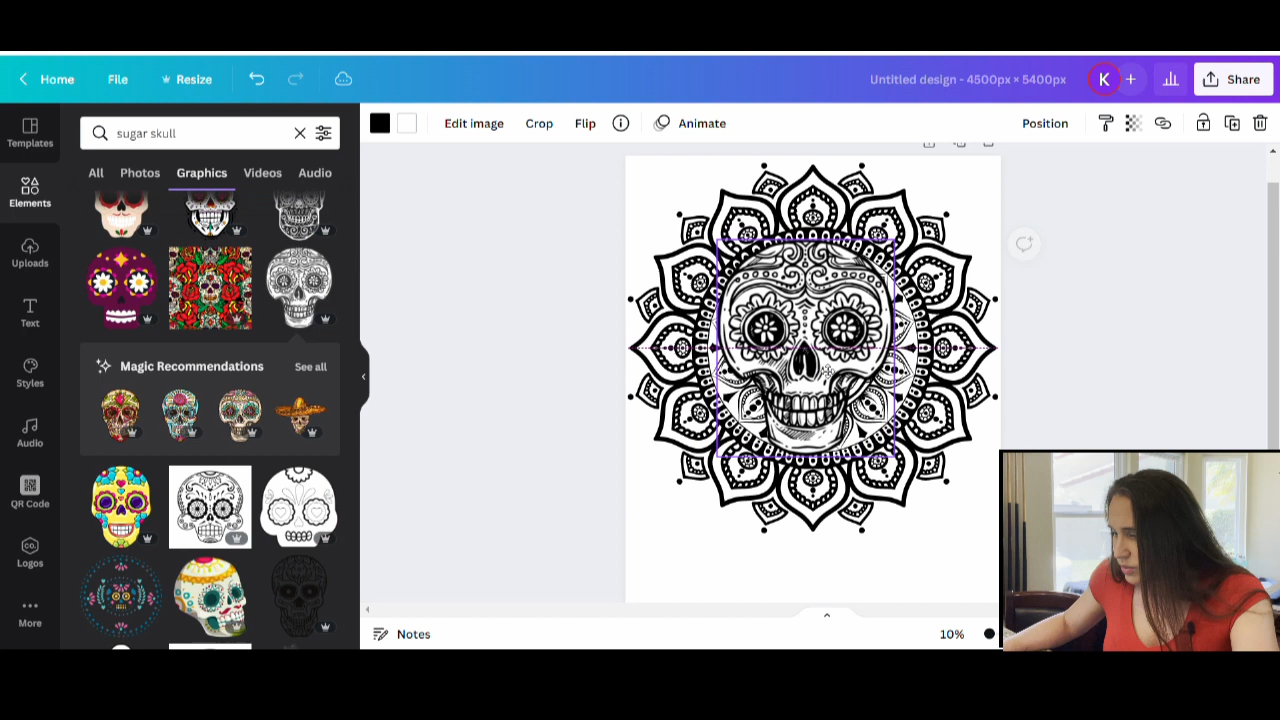 Home File Resize Untitled design - 4500px × 5400px K + Share
sugar skull
Edit image Crop Flip Animate Position
Templates
All Photos Graphics Videos Audio
Elements
Uploads
Text
Magic Recommendations See all
Styles
Audio
QR Code
CO.
Logos
More
Notes 10%